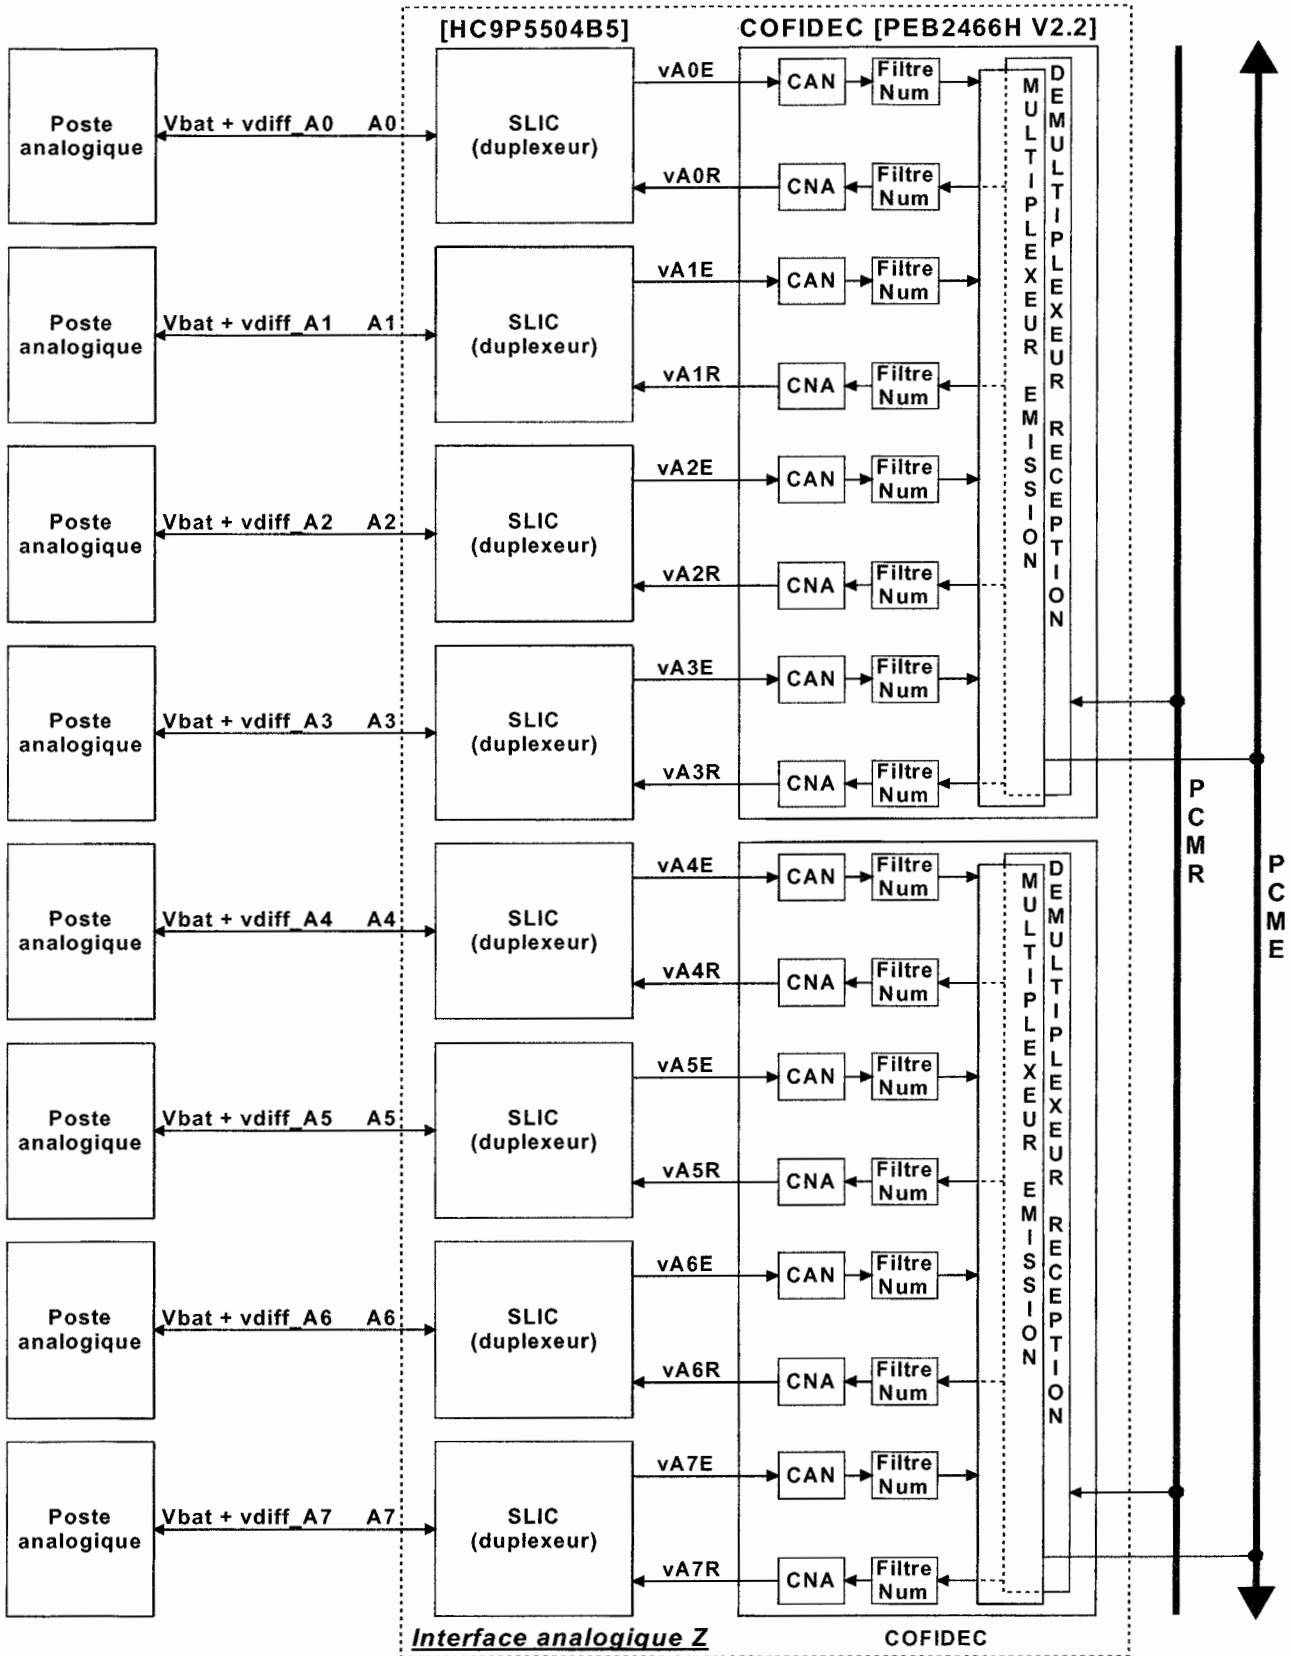 [HC9P5504B5]
COFIDEC [PEB2466H V2.2]
Poste
analogique
Vbat + vdiff_A0 A0
SLIC
(duplexeur)
vA0E
CAN
Filtre
Num
vA0R
CNA
Filtre
Num
Poste
analogique
Vbat + vdiff_A1 A1
SLIC
(duplexeur)
vA1E
CAN
Filtre
Num
vA1R
CNA
Filtre
Num
Poste
analogique
Vbat + vdiff_A2 A2
SLIC
(duplexeur)
vA2E
CAN
Filtre
Num
vA2R
CNA
Filtre
Num
Poste
analogique
Vbat + vdiff_A3 A3
SLIC
(duplexeur)
vA3E
CAN
Filtre
Num
vA3R
CNA
Filtre
Num
MULTIPLEXEUR EMISSION
DEMULTIPLEXEUR RECEPTION
Poste
analogique
Vbat + vdiff_A4 A4
SLIC
(duplexeur)
vA4E
CAN
Filtre
Num
vA4R
CNA
Filtre
Num
Poste
analogique
Vbat + vdiff_A5 A5
SLIC
(duplexeur)
vA5E
CAN
Filtre
Num
vA5R
CNA
Filtre
Num
Poste
analogique
Vbat + vdiff_A6 A6
SLIC
(duplexeur)
vA6E
CAN
Filtre
Num
vA6R
CNA
Filtre
Num
Poste
analogique
Vbat + vdiff_A7 A7
SLIC
(duplexeur)
vA7E
CAN
Filtre
Num
vA7R
CNA
Filtre
Num
MULTIPLEXEUR EMISSION
DEMULTIPLEXEUR RECEPTION
PCMR
PCME
Interface analogique Z
COFIDEC